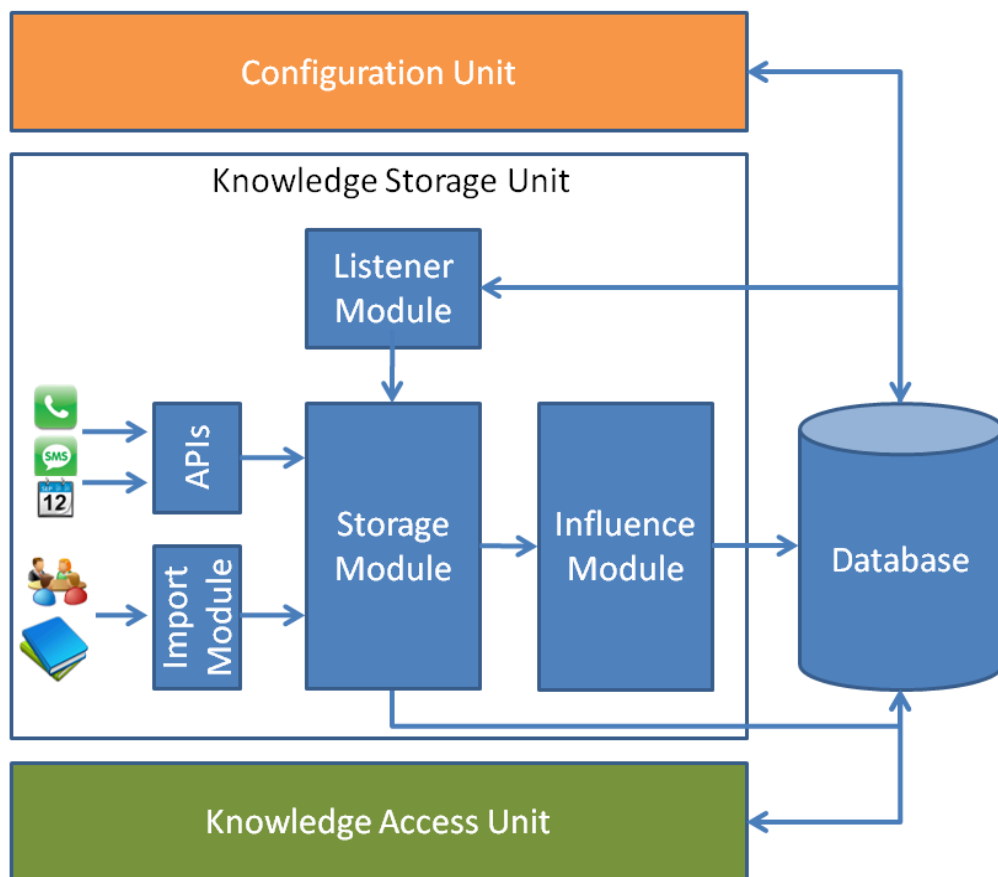 Configuration Unit
Knowledge Storage Unit
Listener
Module
APIs
SMS
12
Storage
Module
Influence
Module
Database
Import
Module
Knowledge Access Unit